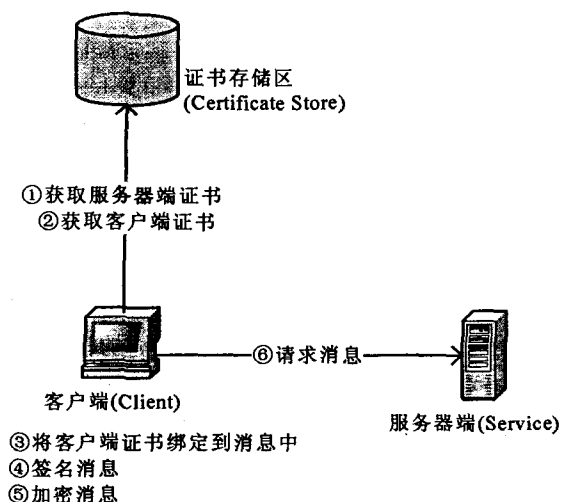 证书存储区
(Certificate Store)
①获取服务器端证书
②获取客户端证书
⑥请求消息
客户端(Client)
服务器端(Service)
③将客户端证书绑定到消息中
④签名消息
⑤加密消息